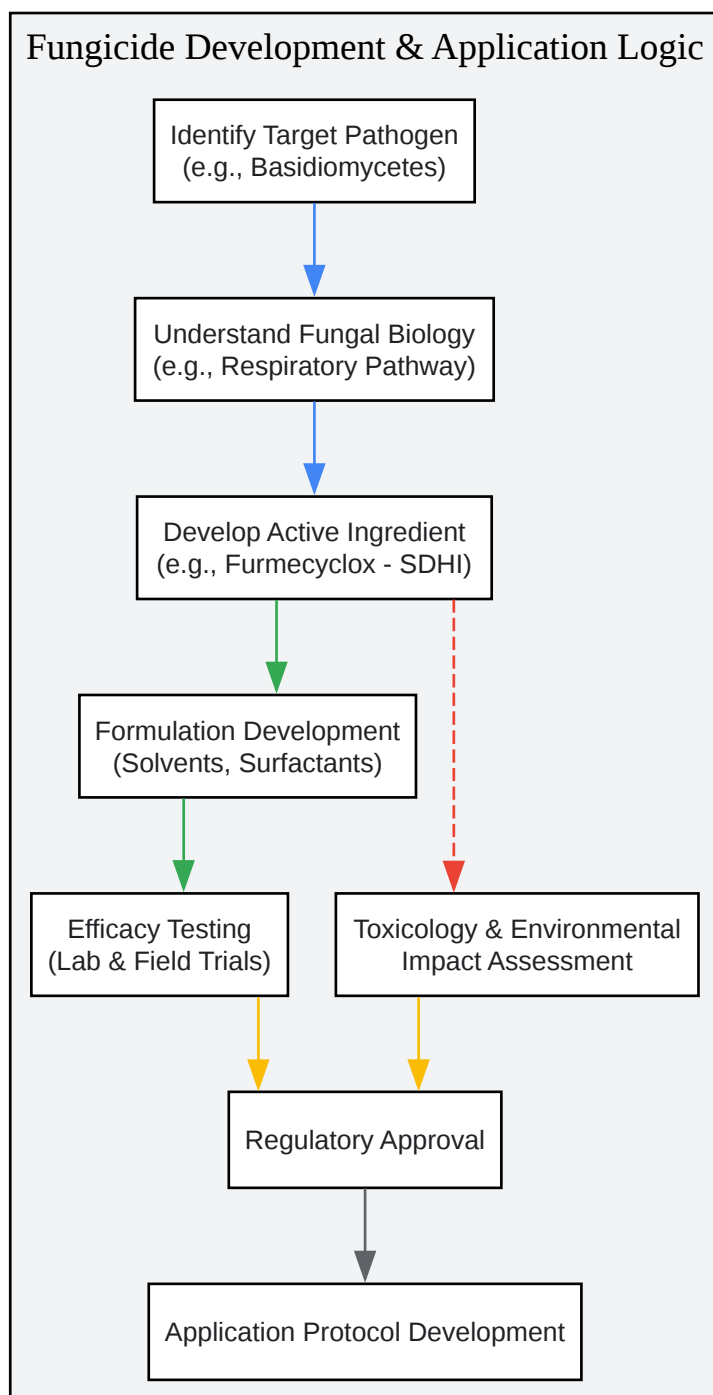 Fungicide Development & Application Logic
Identify Target Pathogen
(e.g., Basidiomycetes)
Understand Fungal Biology
(e.g., Respiratory Pathway)
Develop Active Ingredient
(e.g., Furmecyclox - SDHI)
Formulation Development
(Solvents, Surfactants)
Efficacy Testing
(Lab & Field Trials)
Toxicology & Environmental
Impact Assessment
Regulatory Approval
Application Protocol Development